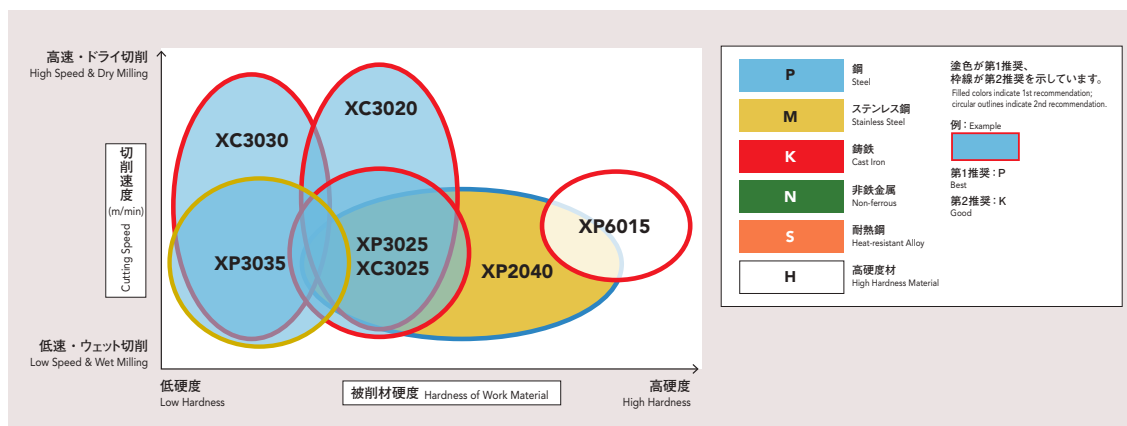 高速・ドライ切削
High Speed & Dry Milling
切削速度
(m/min)
Cutting Speed
低速・ウェット切削
Low Speed & Wet Milling
XC3030
XC3020
XP3035
XP3025
XC3025
XP2040
XP6015
低硬度
Low Hardness
被削材硬度 Hardness of Work Material
高硬度
High Hardness
P
鋼
Steel
M
ステンレス鋼
Stainless Steel
K
鋳鉄
Cast Iron
N
非鉄金属
Non-ferrous
S
耐熱鋼
Heat-resistant Alloy
H
高硬度材
High Hardness Material
塗色が第1推奨、
枠線が第2推奨を示しています。
Filled colors indicate 1st recommendation;
circular outlines indicate 2nd recommendation.
例：Example
第1推奨：P
Best
第2推奨：K
Good